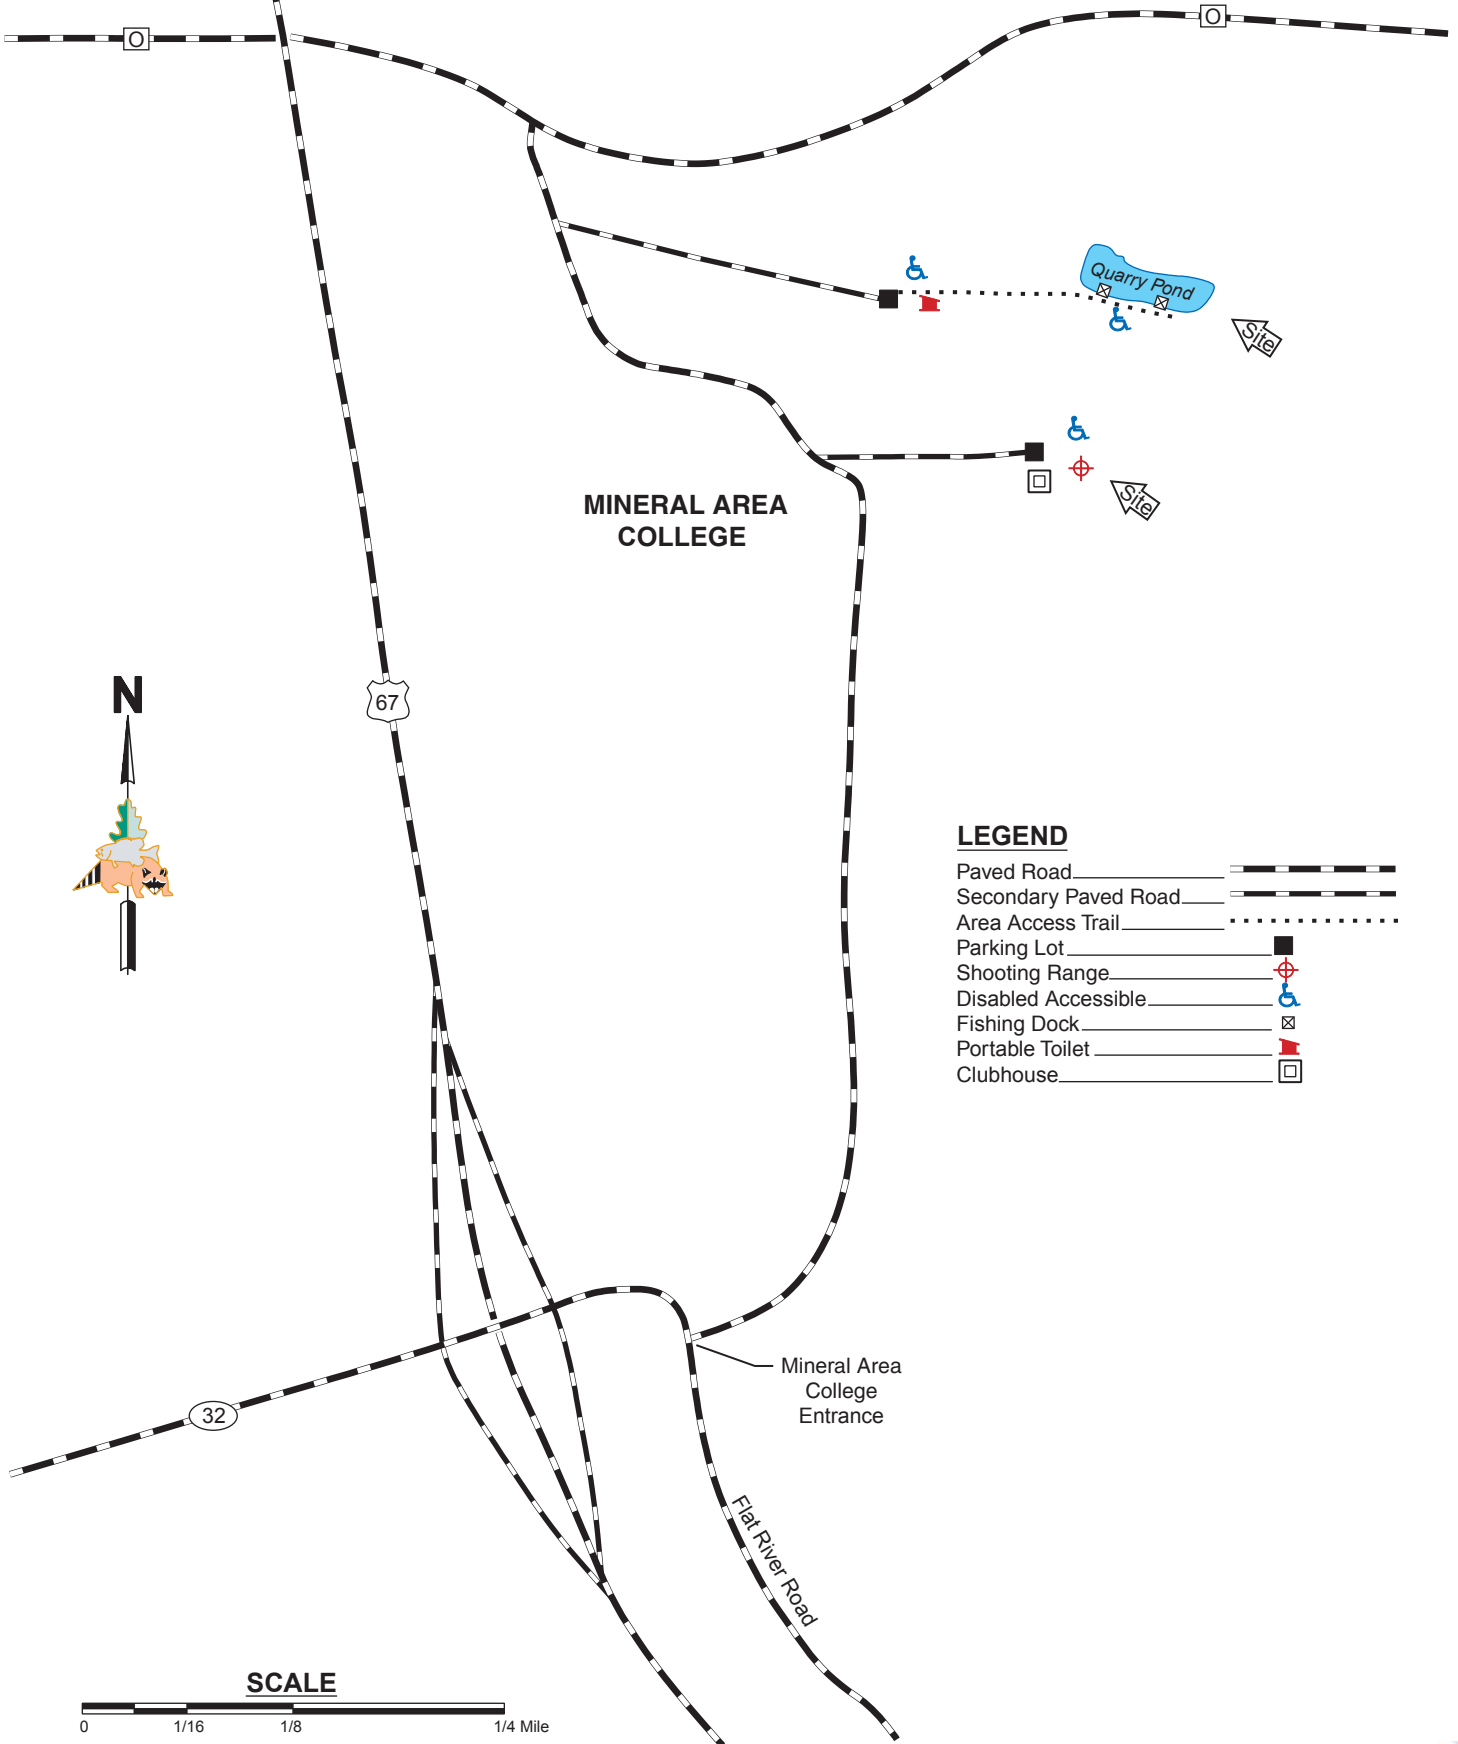 O
O
Quarry Pond
Site
Site
MINERAL AREA
COLLEGE
N
67
LEGEND
Paved Road
Secondary Paved Road
Area Access Trail
Parking Lot
Shooting Range
Disabled Accessible
Fishing Dock
Portable Toilet
Clubhouse
Mineral Area
College
Entrance
32
Flat River Road
SCALE
0 1/16 1/8 1/4 Mile